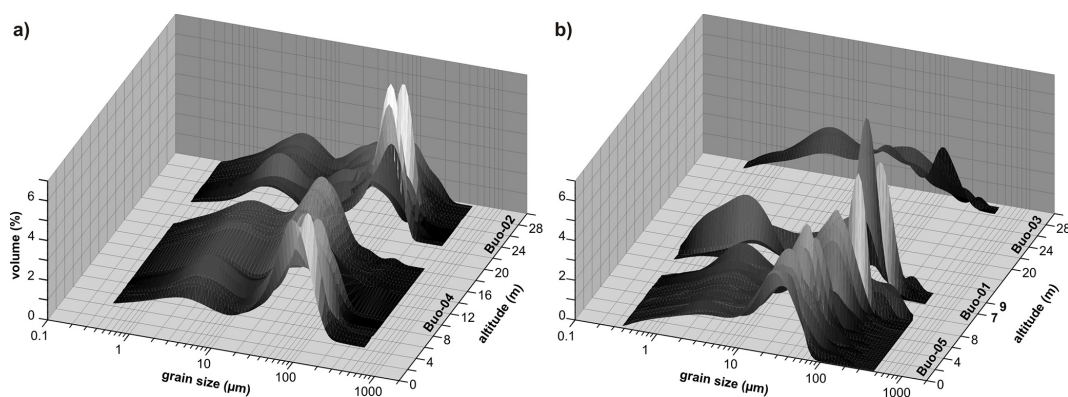 a)
6
4
2
0
volume (%)
0.1
1
10
100
1000
grain size (µm)
0
4
8
12
16
20
24
28
altitude (m)
Buo-04
Buo-02
b)
6
4
2
0
0.1
1
10
100
1000
grain size (µm)
0
4
8
7
9
20
24
28
altitude (m)
Buo-05
Buo-01
Buo-03